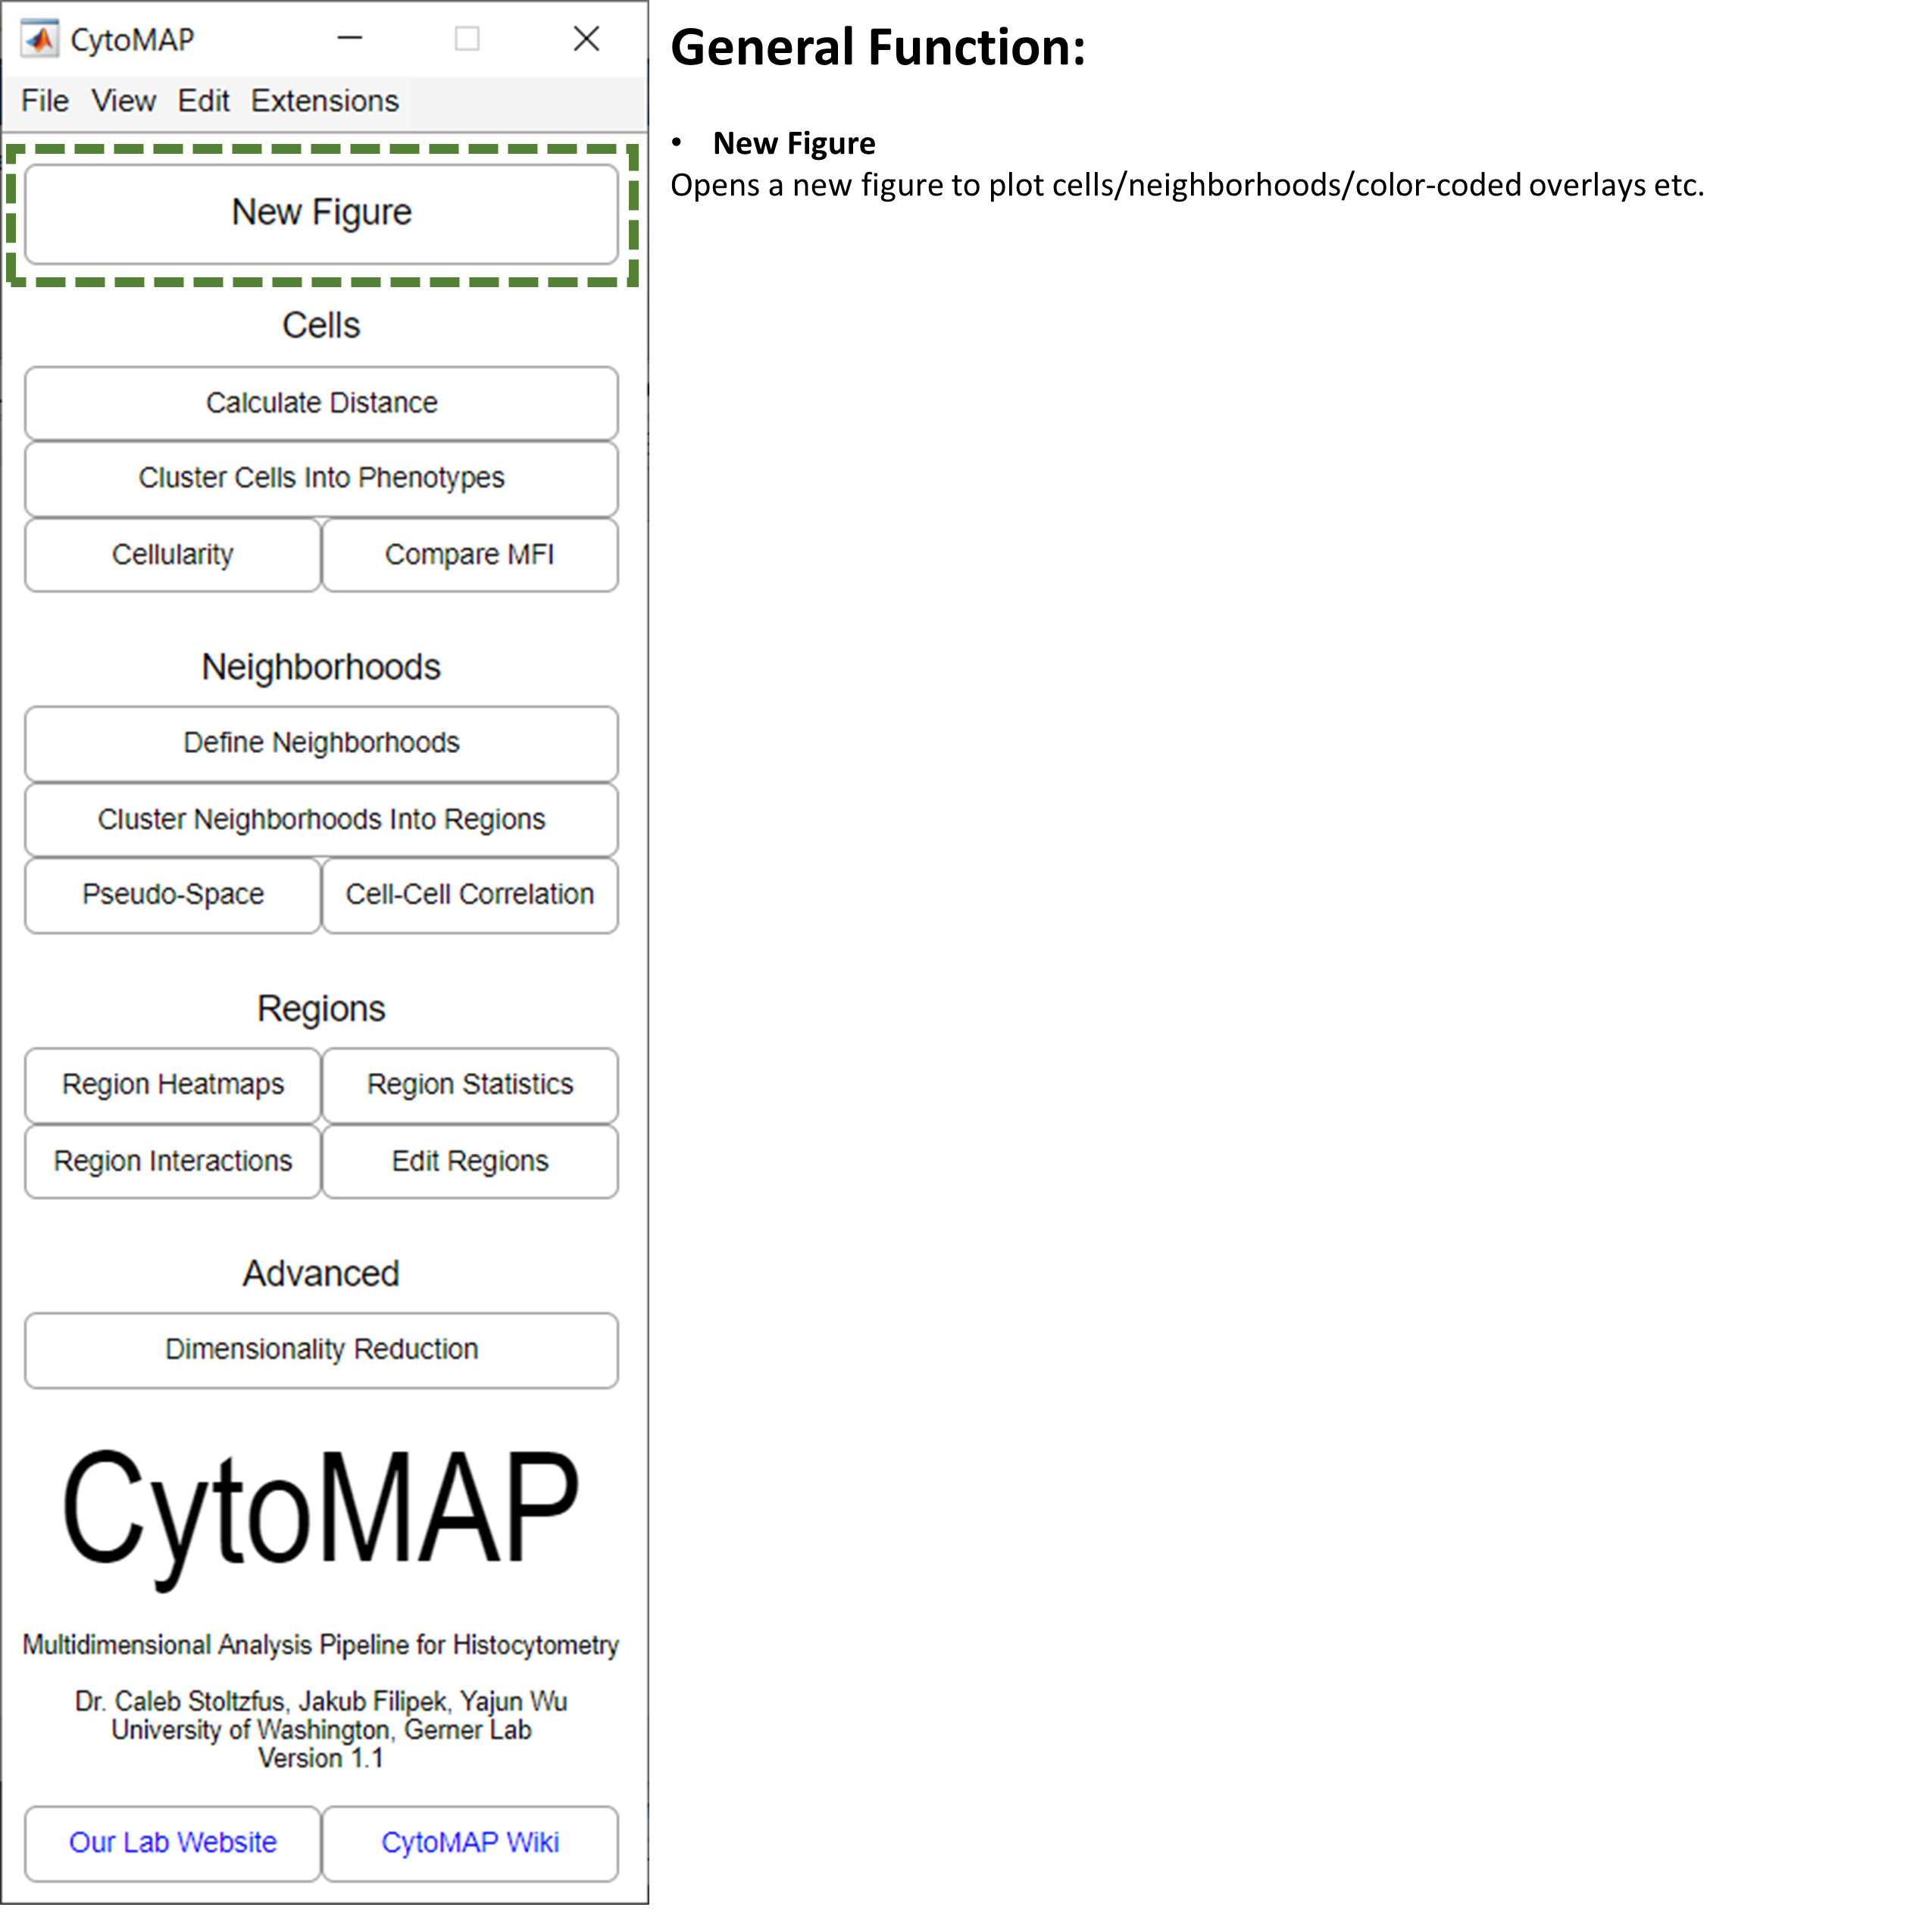 CytoMAP
File View Edit Extensions
New Figure
Cells
Calculate Distance
Cluster Cells Into Phenotypes
Cellularity
Compare MFI
Neighborhoods
Define Neighborhoods
Cluster Neighborhoods Into Regions
Pseudo-Space
Cell-Cell Correlation
Regions
Region Heatmaps
Region Statistics
Region Interactions
Edit Regions
Advanced
Dimensionality Reduction
CytoMAP
Multidimensional Analysis Pipeline for Histocytometry
Dr. Caleb Stoltzfus, Jakub Filipek, Yajun Wu
University of Washington, Gerner Lab
Version 1.1
Our Lab Website
CytoMAP Wiki
General Function:
• New Figure
Opens a new figure to plot cells/neighborhoods/color-coded overlays etc.